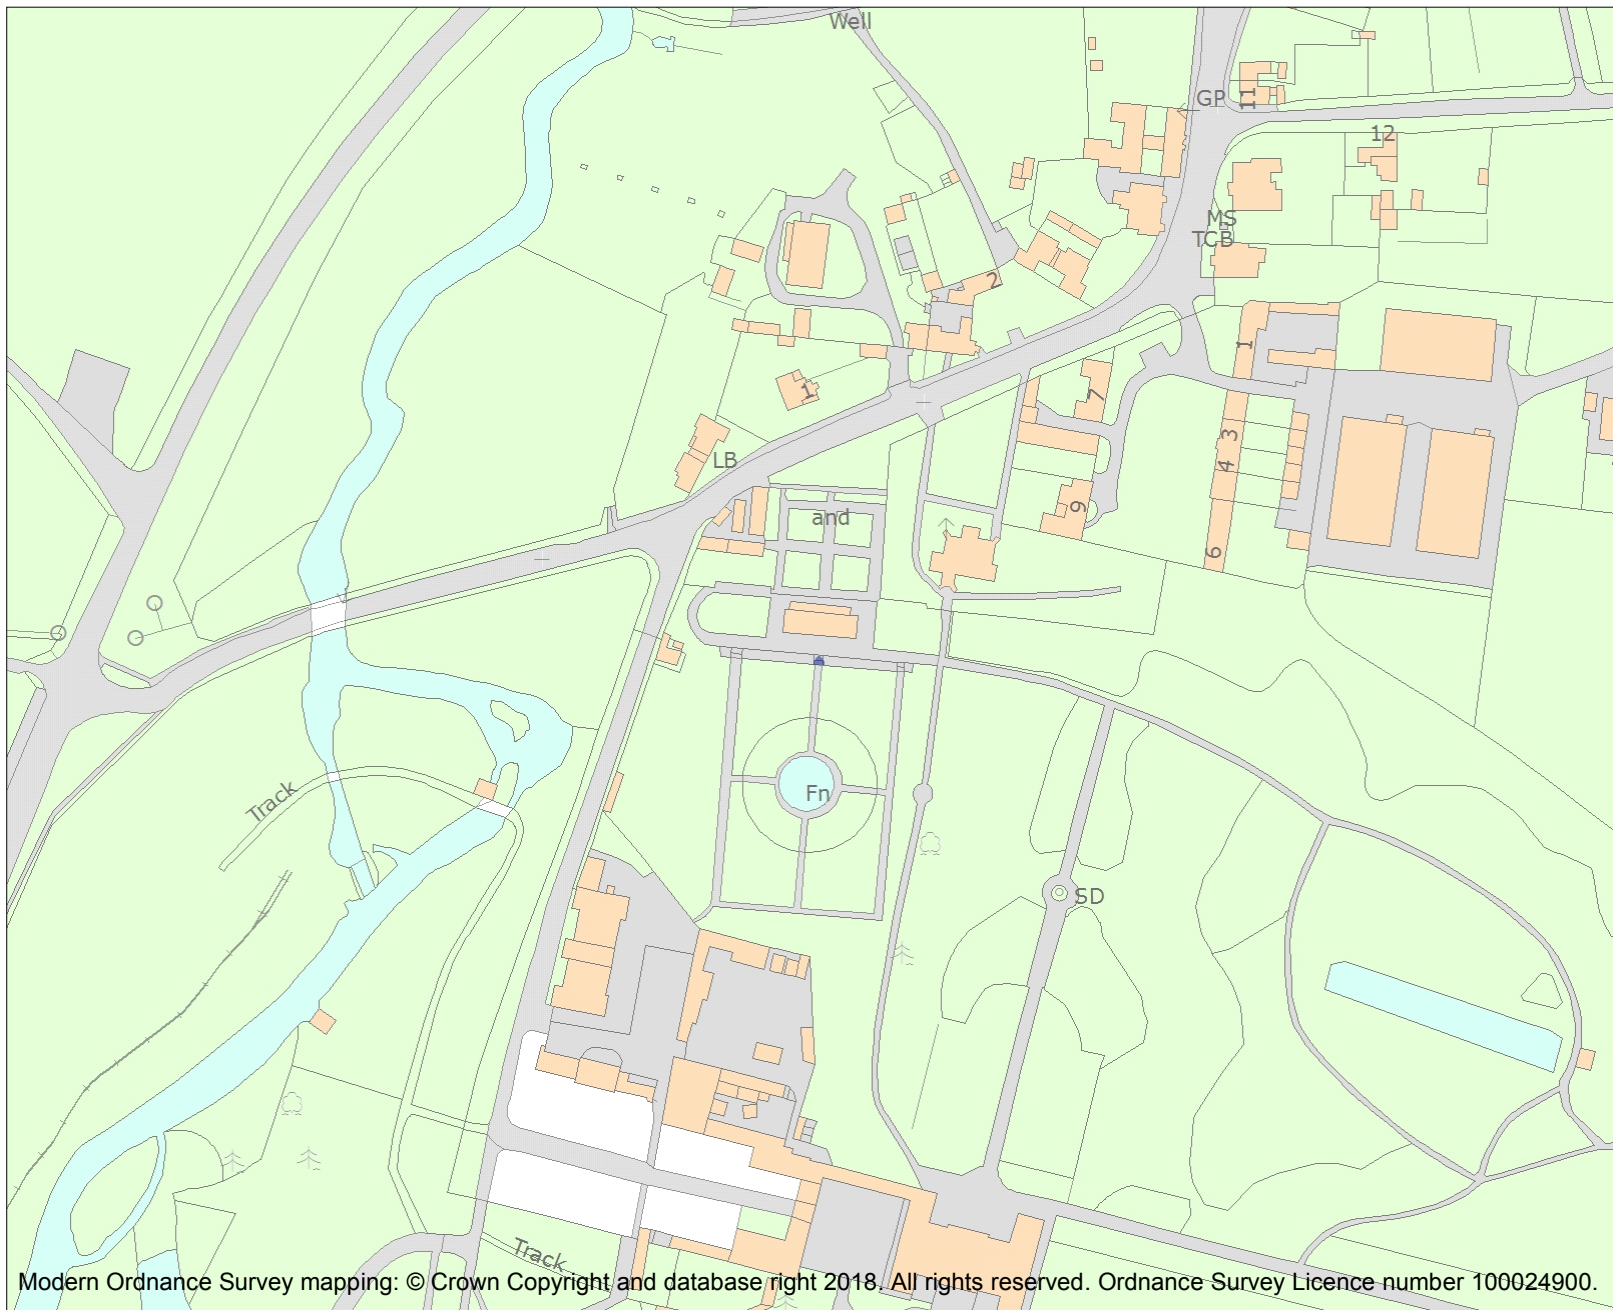 Well
GP
11
12
MS
TCB
2
1
1
7
LB
3
4
and
9
6
Fn
Track
SD
Track
Modern Ordnance Survey mapping: © Crown Copyright and database right 2018. All rights reserved. Ordnance Survey Licence number 100024900.